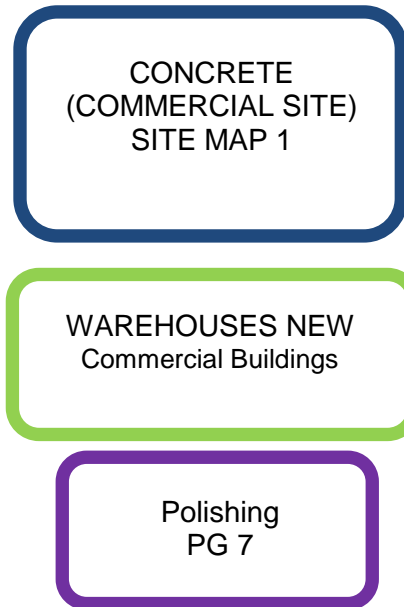 CONCRETE
(COMMERCIAL SITE)
SITE MAP 1
WAREHOUSES NEW
Commercial Buildings
Polishing
PG 7